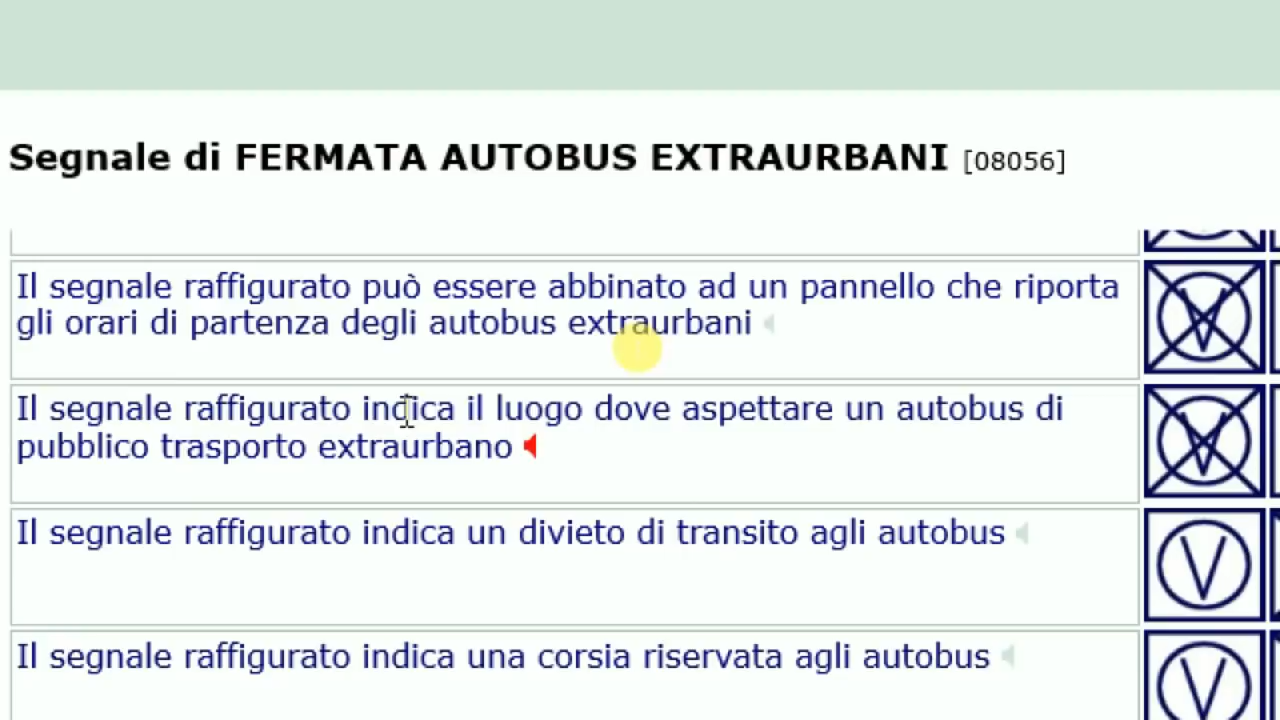 Segnale di FERMATA AUTOBUS EXTRAURBANI [08056]
Il segnale raffigurato può essere abbinato ad un pannello che riporta
gli orari di partenza degli autobus extraurbani
V
Il segnale raffigurato indica il luogo dove aspettare un autobus di
pubblico trasporto extraurbano
V
Il segnale raffigurato indica un divieto di transito agli autobus
V
Il segnale raffigurato indica una corsia riservata agli autobus
V